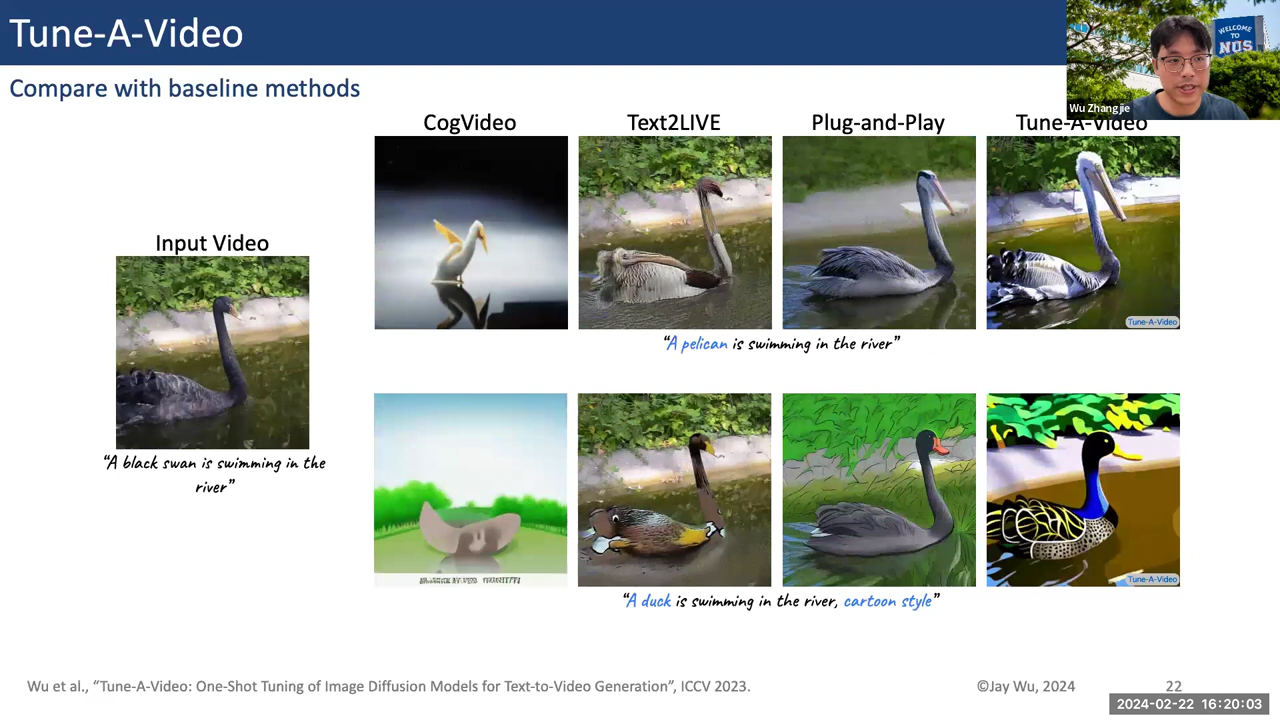 Tune-A-Video
WELCOME
TO
NUS
Compare with baseline methods
Wu Zhangjie
CogVideo
Text2LIVE
Plug-and-Play
Tune-A-Video
Input Video
Tune-A-Video
“A pelican is swimming in the river”
“A black swan is swimming in the
river”
Tune-A-Video
“A duck is swimming in the river, cartoon style”
Wu et al., “Tune-A-Video: One-Shot Tuning of Image Diffusion Models for Text-to-Video Generation”, ICCV 2023.
©Jay Wu, 2024
22
2024-02-22 16:20:03